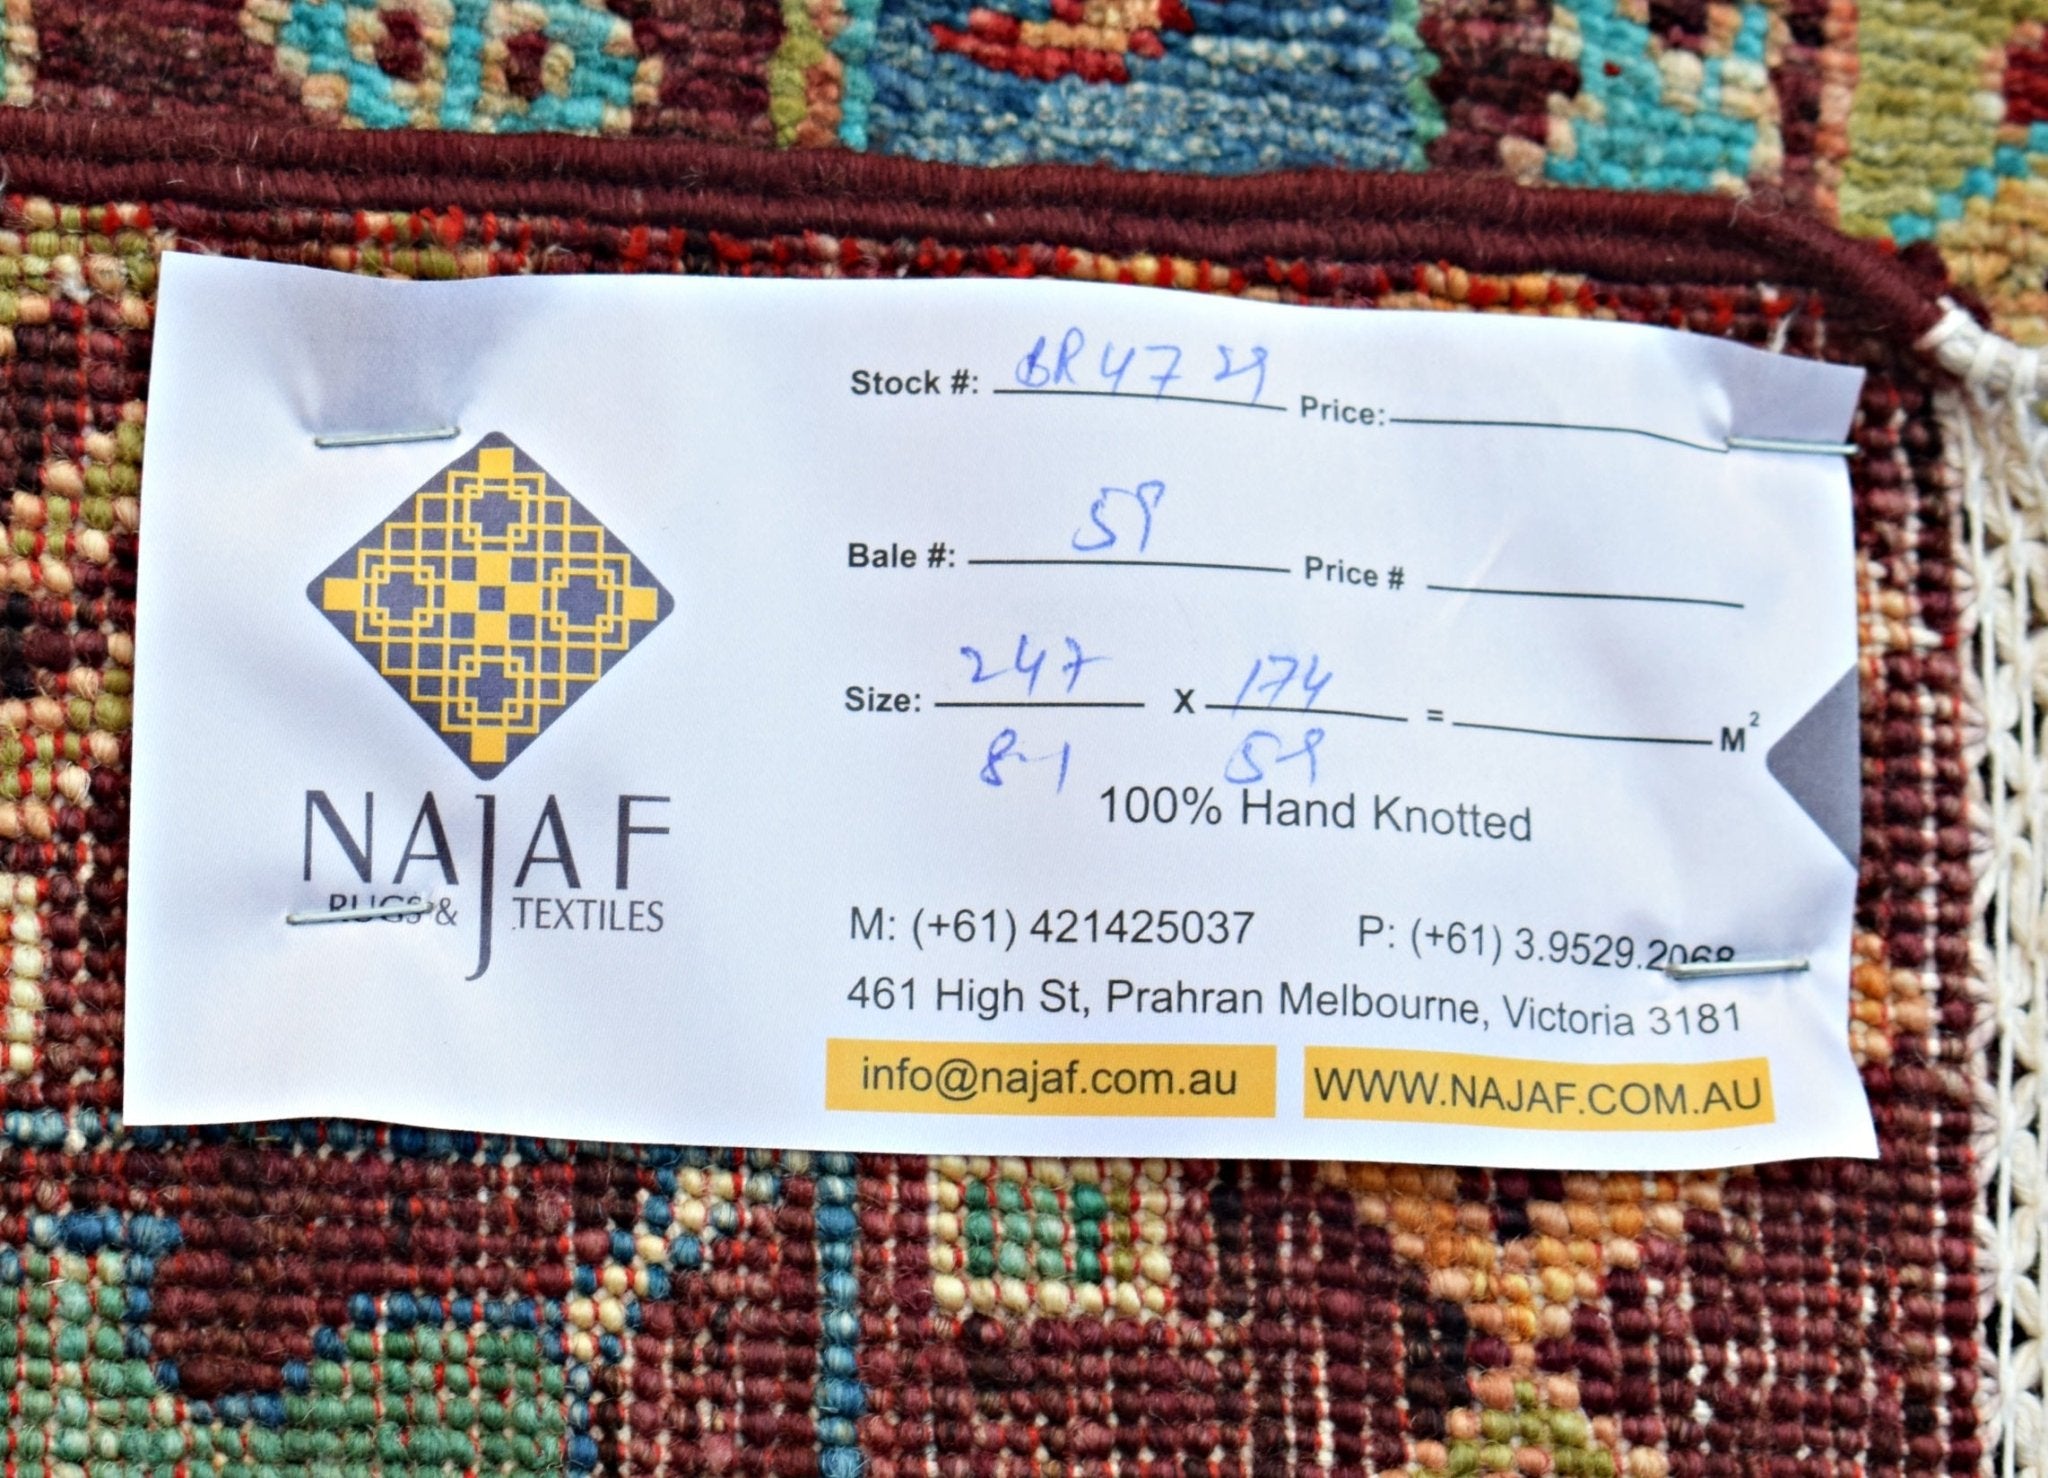 Stock #: BR4729 Price:
Bale #: 59 Price #
Size: 247 X 174 = M²
8-1 5-9
100% Hand Knotted
NAJAF
RUGS & TEXTILES
M: (+61) 421425037 P: (+61) 3.9529.2068
461 High St, Prahran Melbourne, Victoria 3181
info@najaf.com.au WWW.NAJAF.COM.AU